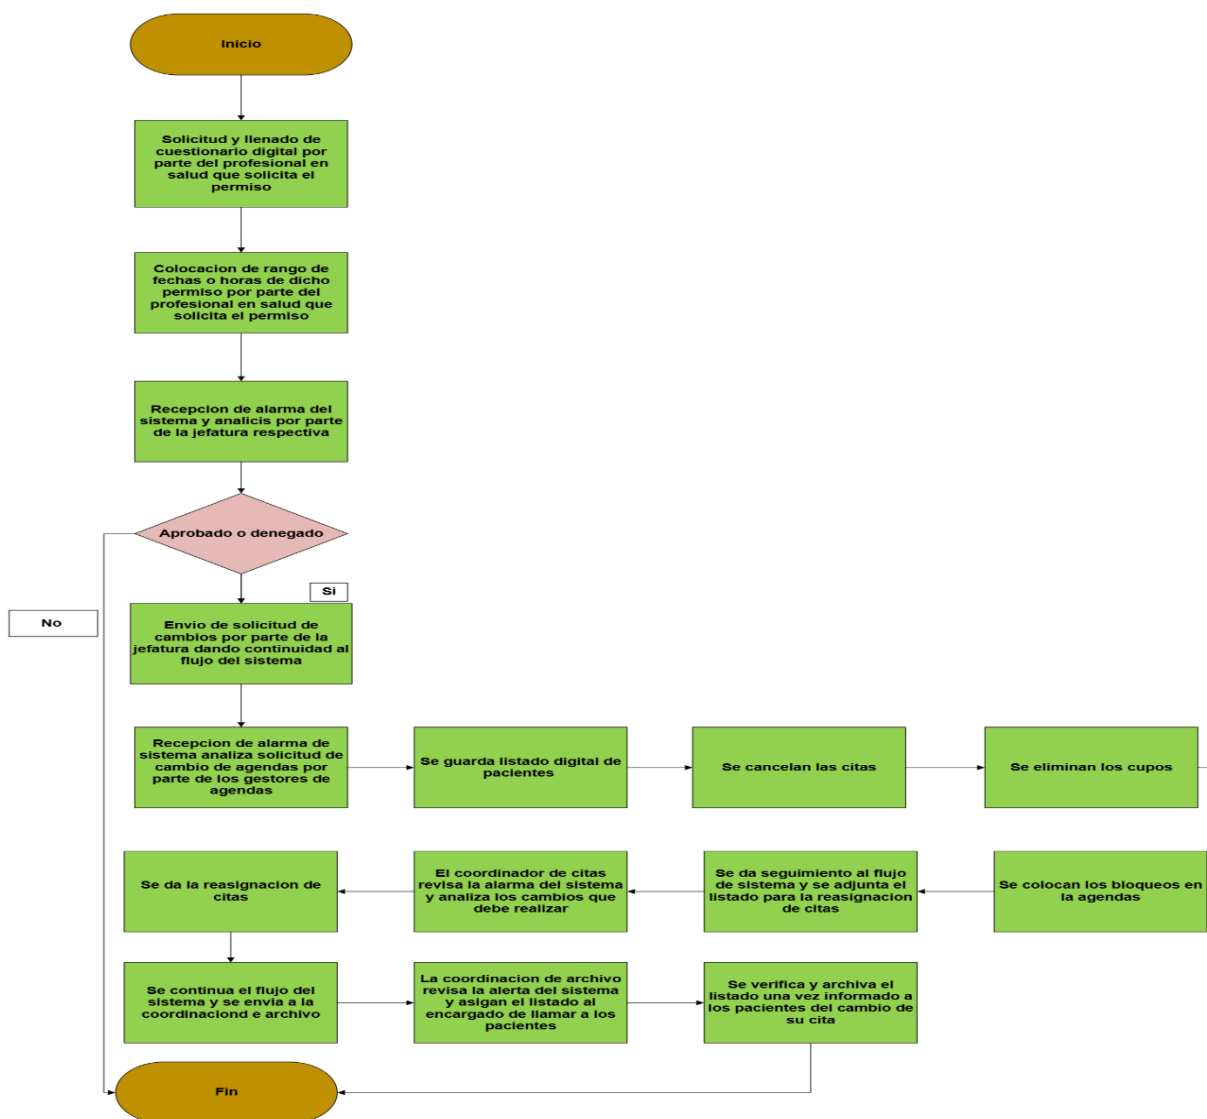 Inicio
Solicitud y llenado de
cuestionario digital por
parte del profesional en
salud que solicita el
permiso
Colocacion de rango de
fechas o horas de dicho
permiso por parte del
profesional en salud que
solicita el permiso
Recepcion de alarma del
sistema y analicis por parte
de la jefatura respectiva
Aprobado o denegado
Si
No
Envio de solicitud de
cambios por parte de la
jefatura dando continuidad al
flujo del sistema
Recepcion de alarma de
sistema analiza solicitud de
cambio de agendas por
parte de los gestores de
agendas
Se guarda listado digital de
pacientes
Se cancelan las citas
Se eliminan los cupos
Se colocan los bloqueos en
la agendas
Se da seguimiento al flujo
de sistema y se adjunta el
listado para la reasignacion
de citas
El coordinador de citas
revisa la alarma del sistema
y analiza los cambios que
debe realizar
Se da la reasignacion de
citas
Se continua el flujo del
sistema y se envia a la
coordinaciond e archivo
La coordinacion de archivo
revisa la alerta del sistema
y asigan el listado al
encargado de llamar a los
pacientes
Se verifica y archiva el
listado una vez informado a
los pacientes del cambio de
su cita
Fin